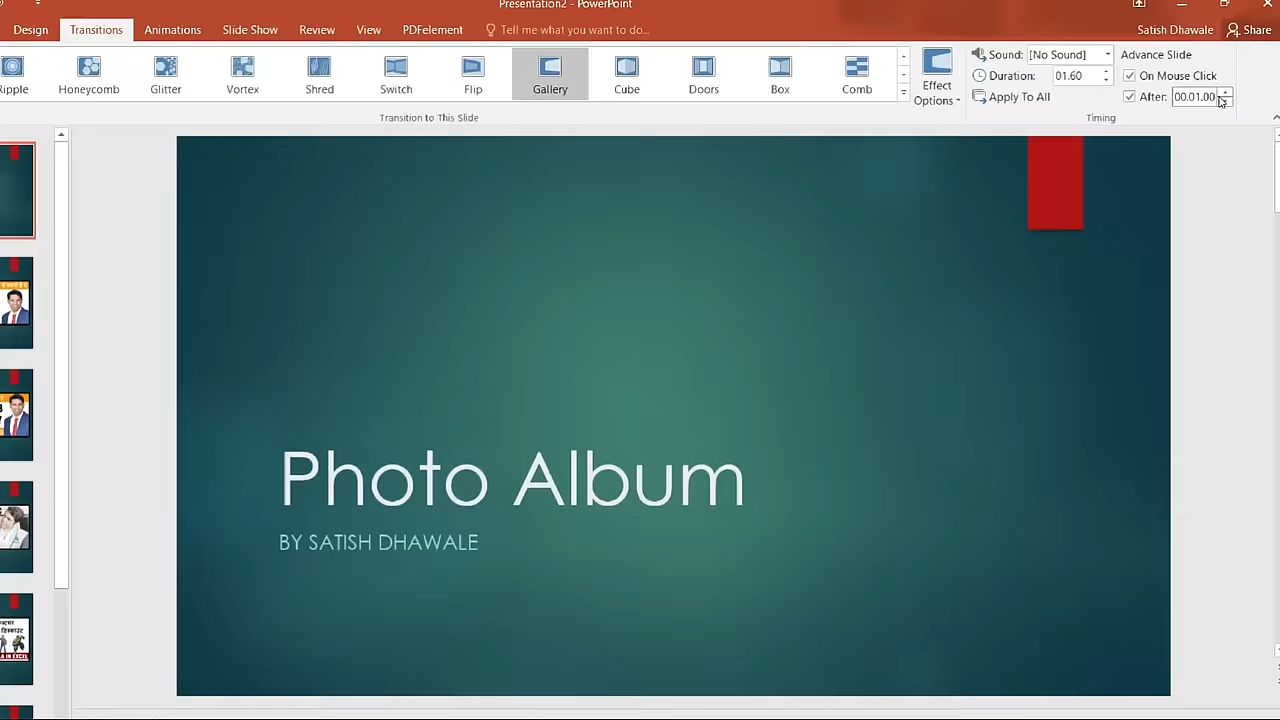 Presentation2 - PowerPoint
Design Transitions Animations Slide Show Review View PDFelement Tell me what you want to do... Satish Dhawale Share
Ripple Honeycomb Glitter Vortex Shred Switch Flip Gallery Cube Doors Box Comb
Effect Options
Sound: [No Sound]
Duration: 01.60
Apply To All
Advance Slide
On Mouse Click
After: 00:01.00
Transition to This Slide
Timing
Photo Album
BY SATISH DHAWALE